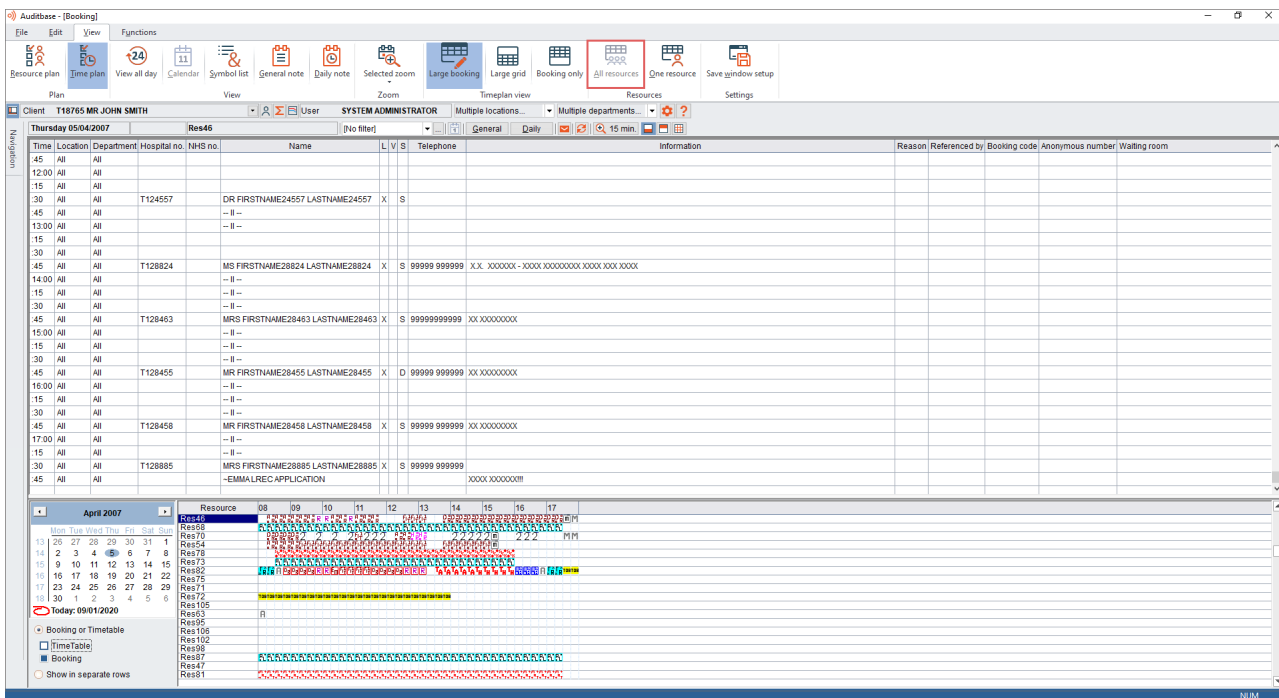 Auditbase - [Booking]
File Edit View Functions
Resource plan Time plan View all day Calendar Symbol list General note Daily note Selected zoom Large booking Large grid Booking only All resources One resource Save window setup
Plan View Zoom Timeplan view Resources Settings
Client T18765 MR JOHN SMITH User SYSTEM ADMINISTRATOR Multiple locations... Multiple departments...
Thursday 05/04/2007 Res46 [No filter] General Daily 15 min.
Navigation
Time Location Department Hospital no. NHS no. Name L V S Telephone Information Reason Referenced by Booking code Anonymous number Waiting room
:45 All All
12:00 All All
:15 All All
:30 All All T124557 DR FIRSTNAME24557 LASTNAME24557 X S
:45 All All -- II --
13:00 All All -- II --
:15 All All
:30 All All
:45 All All T128824 MS FIRSTNAME28824 LASTNAME28824 X S 99999 999999 X.X. XXXXXX - XXXX XXXXXXXX XXXX XXX XXXX
14:00 All All -- II --
:15 All All -- II --
:30 All All -- II --
:45 All All T128463 MRS FIRSTNAME28463 LASTNAME28463 X S 99999999999 XX XXXXXXXX
15:00 All All -- II --
:15 All All -- II --
:30 All All -- II --
:45 All All T128455 MR FIRSTNAME28455 LASTNAME28455 X D 99999 999999 XX XXXXXXXX
16:00 All All -- II --
:15 All All -- II --
:30 All All -- II --
:45 All All T128458 MR FIRSTNAME28458 LASTNAME28458 X S 99999 999999 XX XXXXXXXX
17:00 All All -- II --
:15 All All -- II --
:30 All All T128885 MRS FIRSTNAME28885 LASTNAME28885 X S 99999 999999
:45 All All ~EMMA LREC APPLICATION XXXX XXXXXX!!!
April 2007
Mon Tue Wed Thu Fri Sat Sun
13 26 27 28 29 30 31 1
14 2 3 4 5 6 7 8
15 9 10 11 12 13 14 15
16 16 17 18 19 20 21 22
17 23 24 25 26 27 28 29
18 30 1 2 3 4 5 6
Today: 09/01/2020
Booking or Timetable
TimeTable
Booking
Show in separate rows
Resource 08 09 10 11 12 13 14 15 16 17
Res46
Res68
Res70
Res54
Res78
Res73
Res82
Res75
Res71
Res72
Res105
Res63 A
Res95
Res106
Res102
Res98
Res87
Res47
Res81
NUM